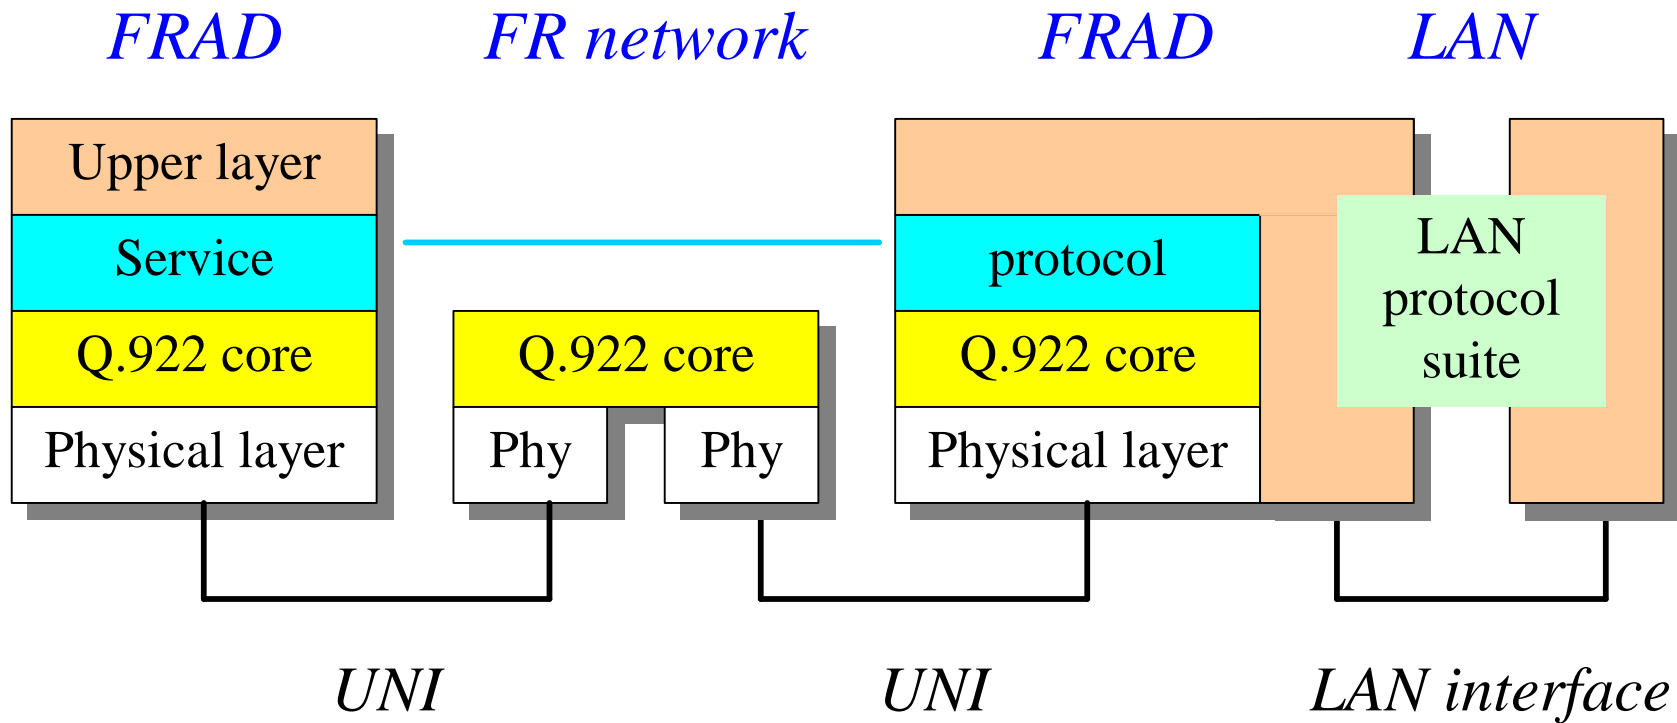 FRAD FR network FRAD LAN
Upper layer
Service protocol
LAN
protocol
suite
Q.922 core Q.922 core Q.922 core
Physical layer Phy Phy Physical layer
UNI UNI LAN interface